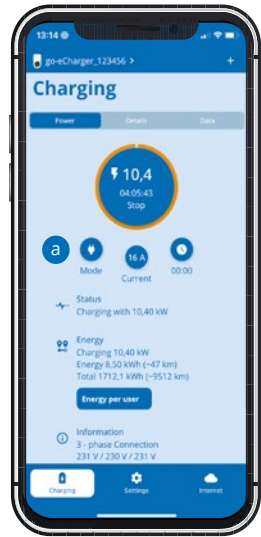 13:14
go-eCharger_123456 > +
Charging
Power Details Data
10,4
04:05:43
Stop
a
16 A
Mode Current 00:00
Status
Charging with 10,40 kW
Energy
Charging 10,40 kW
Energy 8,50 kWh (~47 km)
Total 1712,1 kWh (~9512 km)
Energy per user
Information
3 - phase Connection
231 V / 230 V / 231 V
Charging Settings Internet